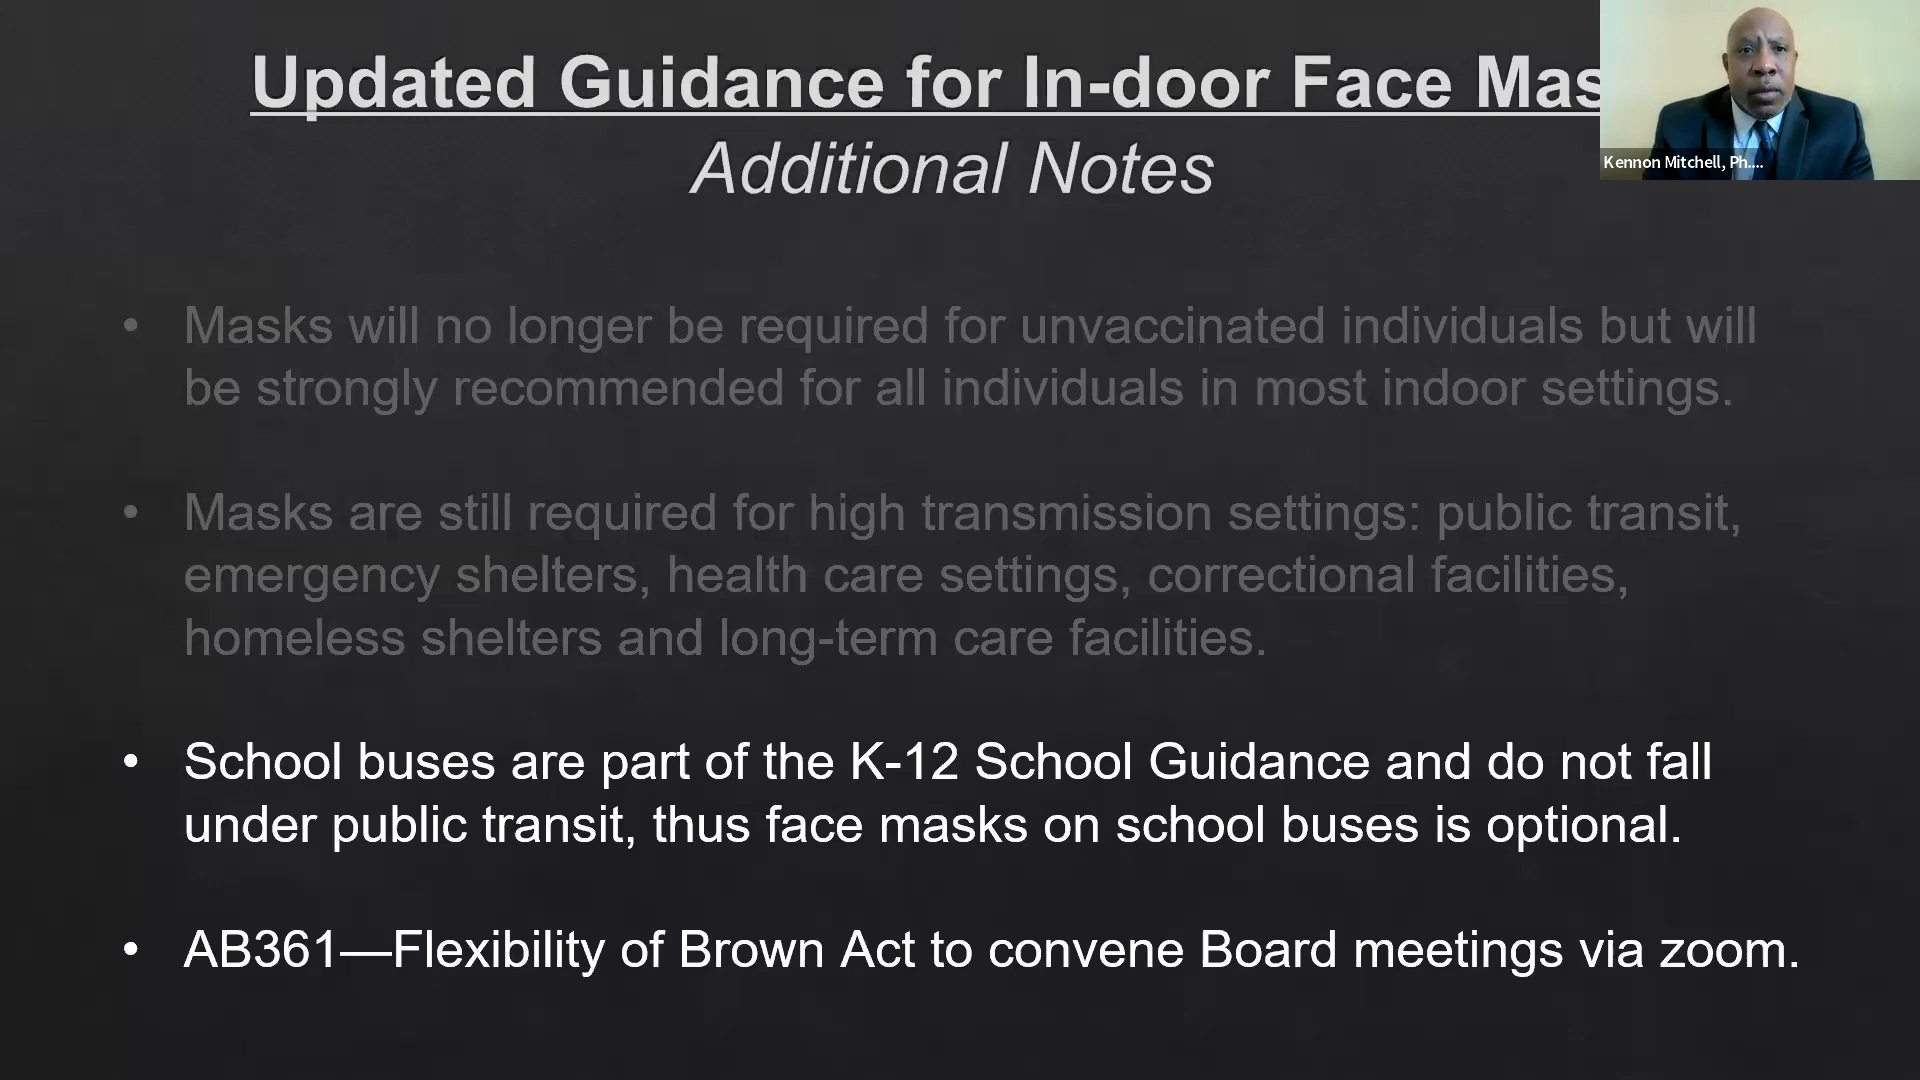 Updated Guidance for In-door Face Mas
Additional Notes
Kennon Mitchell, Ph....
• Masks will no longer be required for unvaccinated individuals but will
be strongly recommended for all individuals in most indoor settings.
• Masks are still required for high transmission settings: public transit,
emergency shelters, health care settings, correctional facilities,
homeless shelters and long-term care facilities.
• School buses are part of the K-12 School Guidance and do not fall
under public transit, thus face masks on school buses is optional.
• AB361—Flexibility of Brown Act to convene Board meetings via zoom.